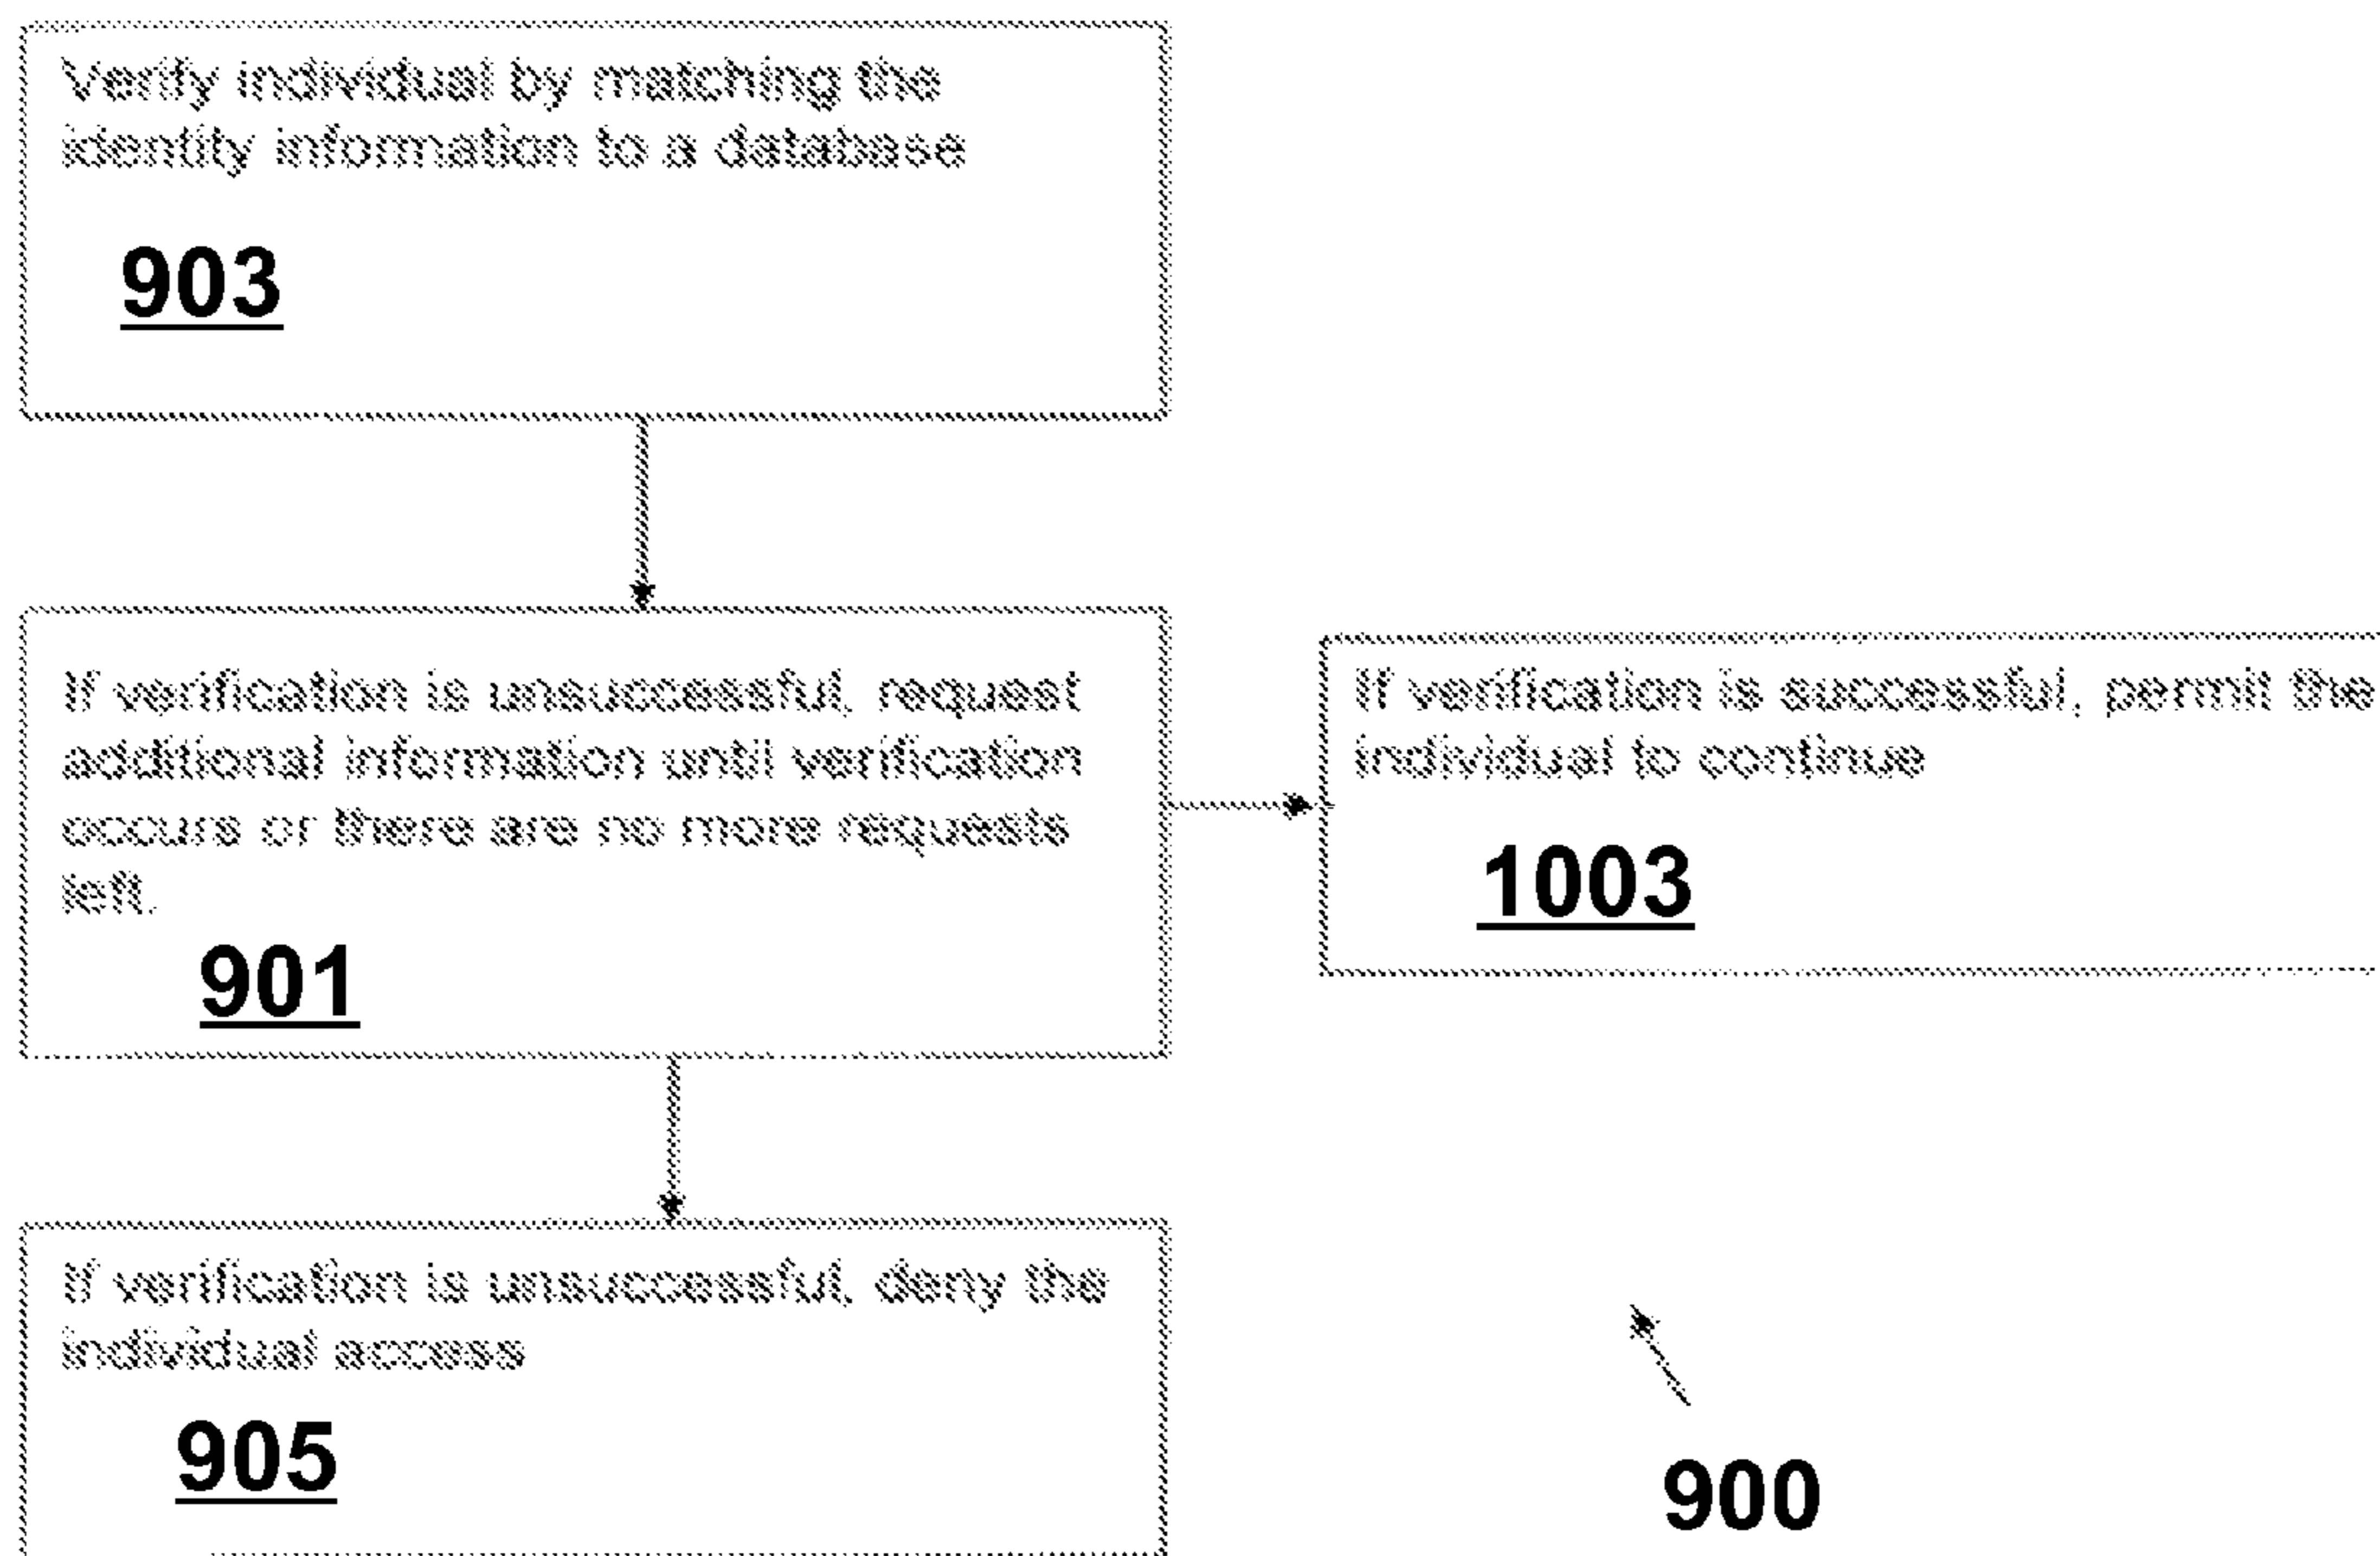 Verify individual by matching the
identity information to a database
903
If verification is unsuccessful, request
additional information until verification
occurs or there are no more requests
left.
901
If verification is successful, permit the
individual to continue
1003
If verification is unsuccessful, deny the
individual access
905
900